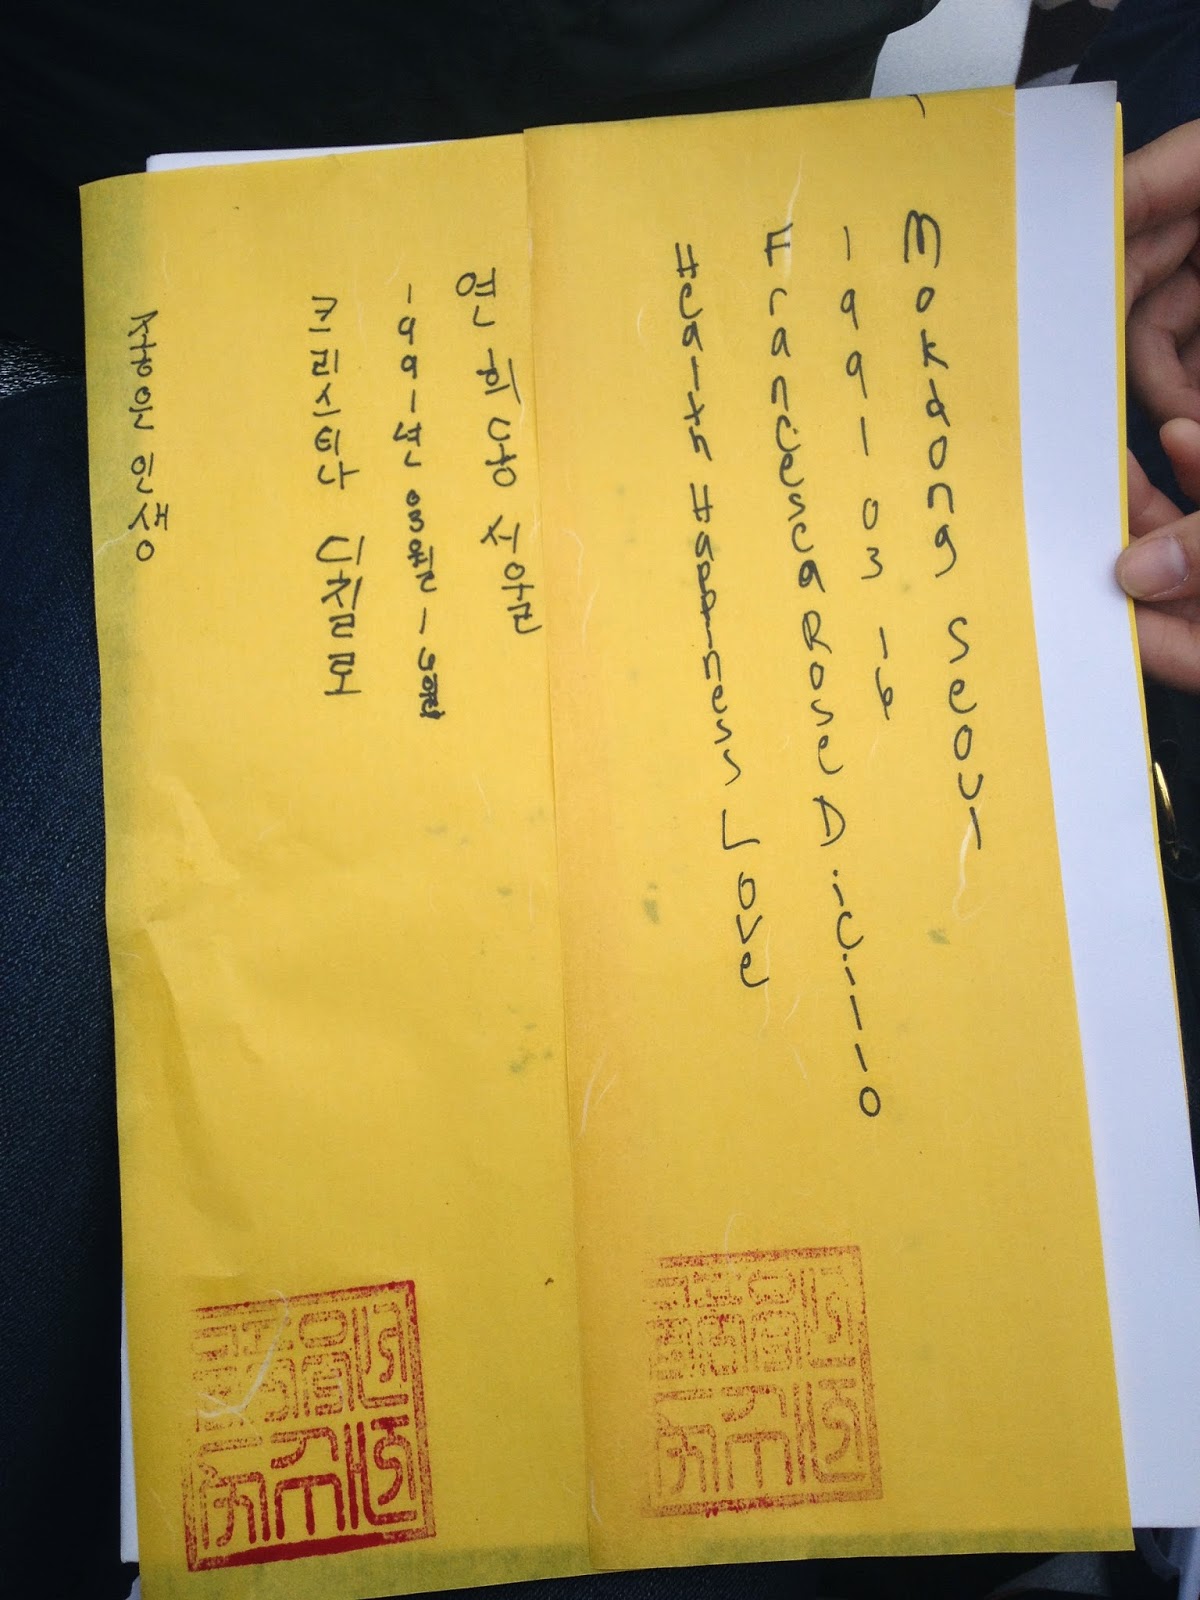 Mokdong Seoul
1991 03 16
Francesca Rose Dicillo
Health Happiness Love
연희동 서울
1991년 03월 16일
크리스티나 디칠로
좋은 인생